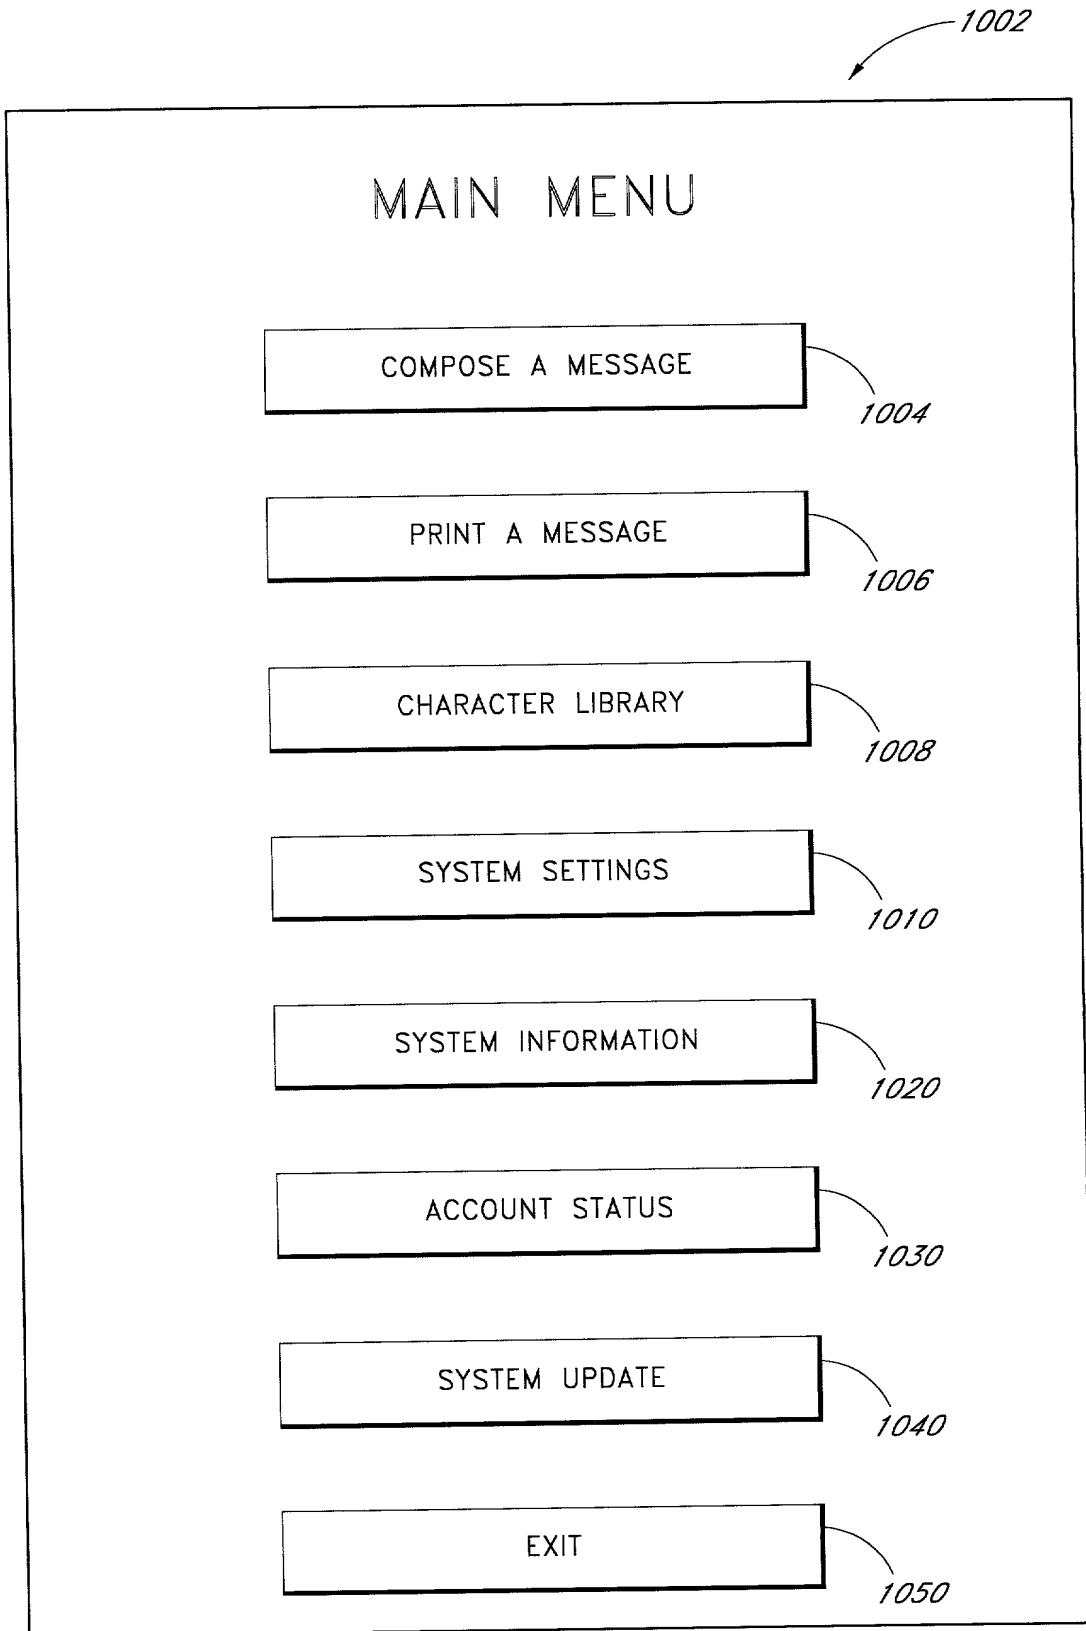 1002
MAIN MENU
COMPOSE A MESSAGE
1004
PRINT A MESSAGE
1006
CHARACTER LIBRARY
1008
SYSTEM SETTINGS
1010
SYSTEM INFORMATION
1020
ACCOUNT STATUS
1030
SYSTEM UPDATE
1040
EXIT
1050